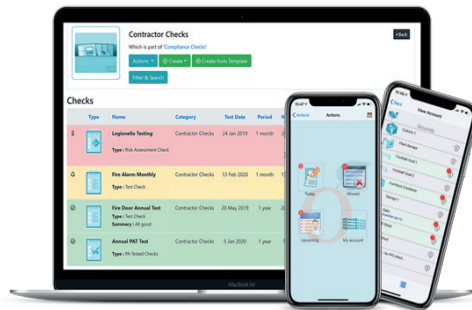 Contractor Checks
Which is part of 'Compliance Checks'
Back
Actions
Create
Create from Template
Filter & Search
Checks
Type Name Category Test Date Period
Legionella Testing Contractor Checks 24 Jan 2019 1 month
Type : Risk Assessment Check
Fire Alarm Monthly Contractor Checks 13 Feb 2020 1 month
Type : Test Check
Fire Door Annual Test Contractor Checks 20 May 2019 1 year
Type : Test Check
Summary : All good
Annual PAT Test Contractor Checks 5 Jan 2020 1 year
Type : PA Tested Checks
MacBook Air
Actions Actions
Today Missed
Upcoming My account
Back
View Account